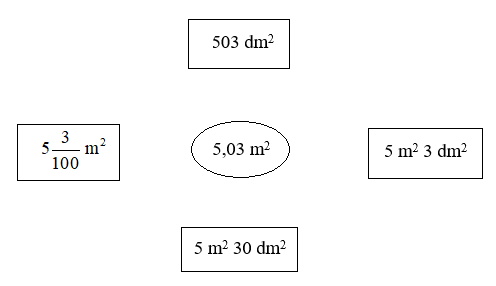 503 dm²
5 3/100 m²
5,03 m²
5 m² 3 dm²
5 m² 30 dm²